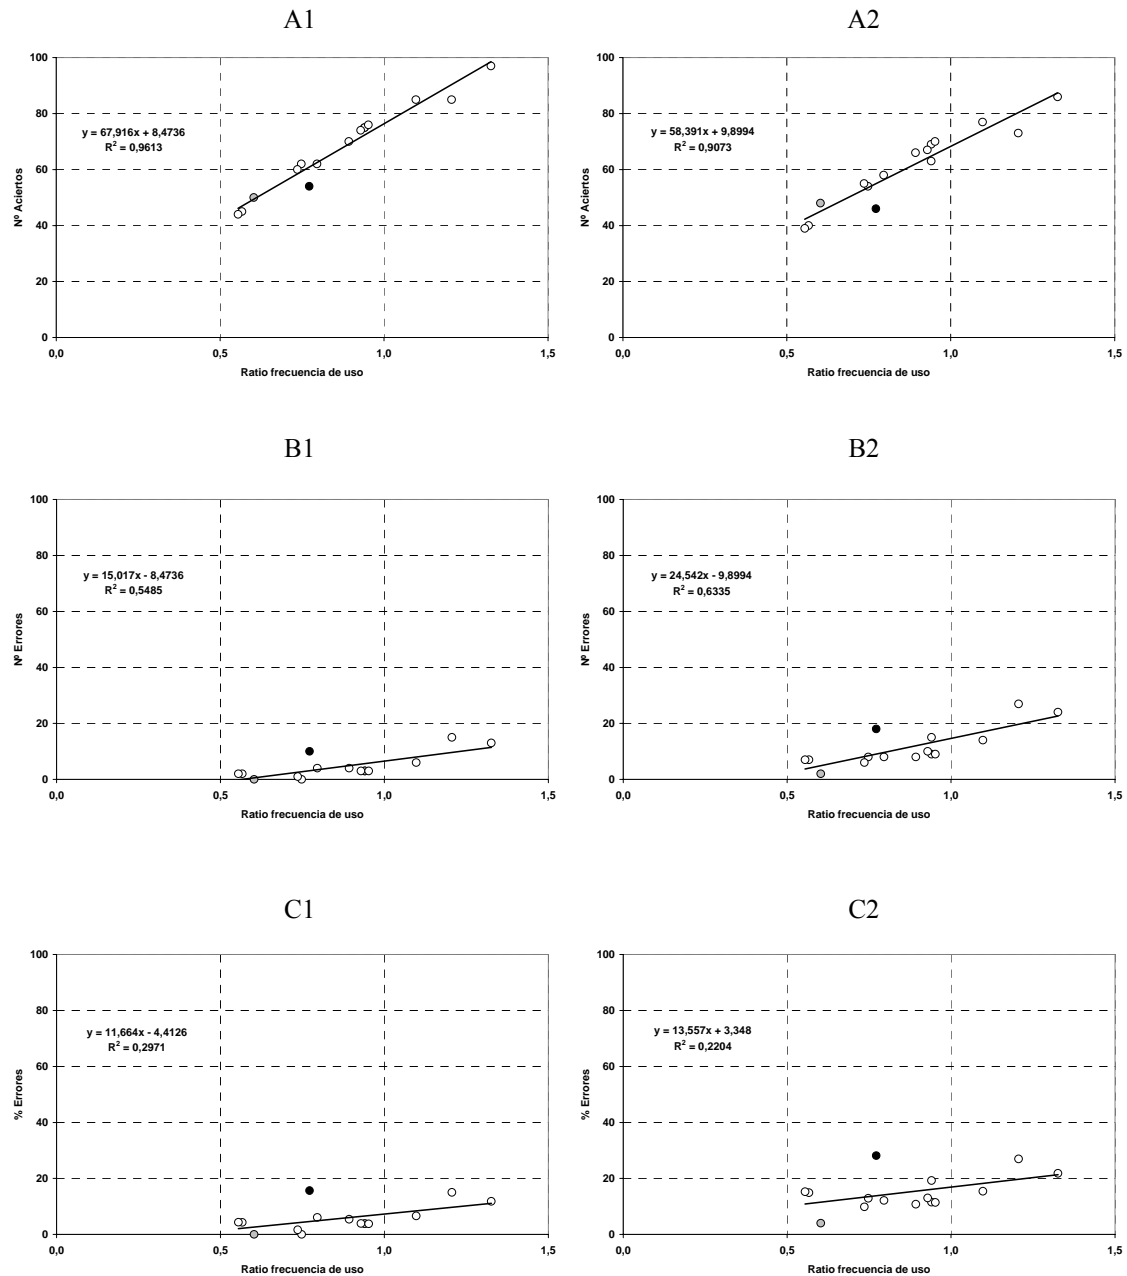 A1
A2
100
80
60
40
20
0
Nº Aciertos
y = 67,916x + 8,4736
R² = 0,9613
0,0
0,5
1,0
1,5
Ratio frecuencia de uso
100
80
60
40
20
0
Nº Aciertos
y = 58,391x + 9,8994
R² = 0,9073
0,0
0,5
1,0
1,5
Ratio frecuencia de uso
B1
B2
100
80
60
40
20
0
Nº Errores
y = 15,017x - 8,4736
R² = 0,5485
0,0
0,5
1,0
1,5
Ratio frecuencia de uso
100
80
60
40
20
0
Nº Errores
y = 24,542x - 9,8994
R² = 0,6335
0,0
0,5
1,0
1,5
Ratio frecuencia de uso
C1
C2
100
80
60
40
20
0
% Errores
y = 11,664x - 4,4126
R² = 0,2971
0,0
0,5
1,0
1,5
Ratio frecuencia de uso
100
80
60
40
20
0
% Errores
y = 13,557x + 3,348
R² = 0,2204
0,0
0,5
1,0
1,5
Ratio frecuencia de uso